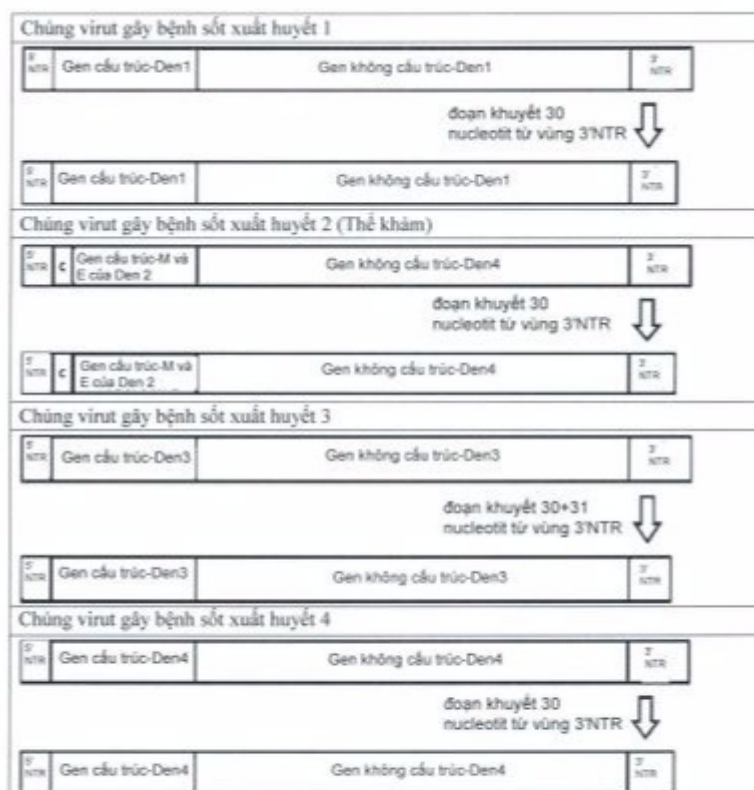 Chủng virut gây bệnh sốt xuất huyết 1
5' NTR Gen cấu trúc-Den1 Gen không cấu trúc-Den1 3' NTR
đoạn khuyết 30
nucleotit từ vùng 3'NTR
5' NTR Gen cấu trúc-Den1 Gen không cấu trúc-Den1 3' NTR
Chủng virut gây bệnh sốt xuất huyết 2 (Thể khảm)
5' NTR C Gen cấu trúc-M và E của Den 2 Gen không cấu trúc-Den4 3' NTR
đoạn khuyết 30
nucleotit từ vùng 3'NTR
5' NTR C Gen cấu trúc-M và E của Den 2 Gen không cấu trúc-Den4 3' NTR
Chủng virut gây bệnh sốt xuất huyết 3
5' NTR Gen cấu trúc-Den3 Gen không cấu trúc-Den3 3' NTR
đoạn khuyết 30+31
nucleotit từ vùng 3'NTR
5' NTR Gen cấu trúc-Den3 Gen không cấu trúc-Den3 3' NTR
Chủng virut gây bệnh sốt xuất huyết 4
5' NTR Gen cấu trúc-Den4 Gen không cấu trúc-Den4 3' NTR
đoạn khuyết 30
nucleotit từ vùng 3'NTR
5' NTR Gen cấu trúc-Den4 Gen không cấu trúc-Den4 3' NTR